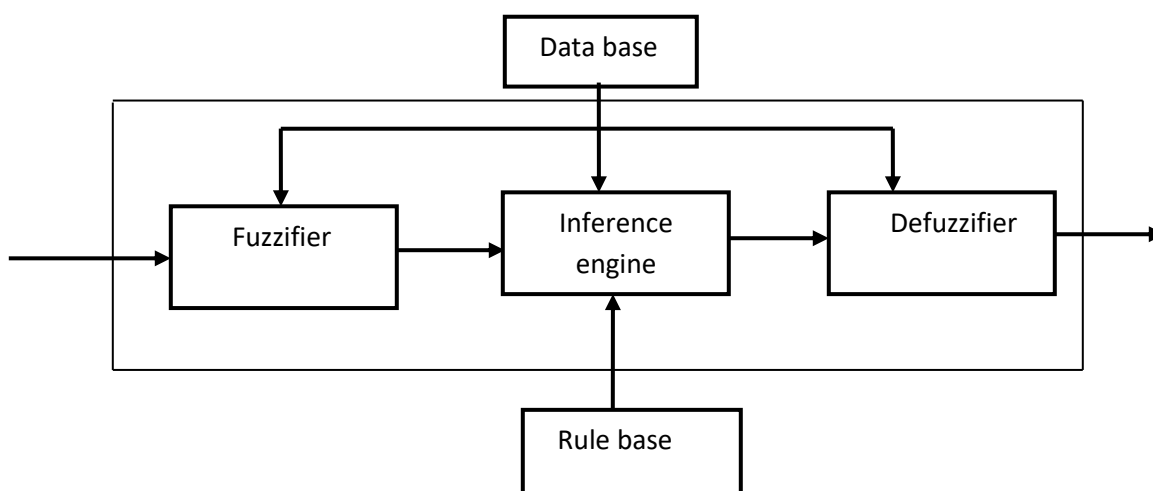 Data base
Fuzzifier
Inference
engine
Defuzzifier
Rule base